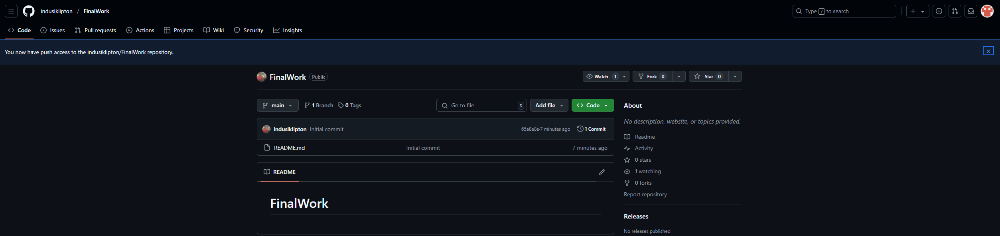 indusiklipton / FinalWork
Type / to search
Code Issues Pull requests Actions Projects Wiki Security Insights
You now have push access to the indusiklipton/FinalWork repository.
FinalWork Public
Watch 1 Fork 0 Star 0
main 1 Branch 0 Tags
Go to file t Add file Code
About
No description, website, or topics provided.
indusiklipton Initial commit 65a8e8e·7 minutes ago 1 Commit
README.md Initial commit 7 minutes ago
Readme
Activity
0 stars
1 watching
0 forks
Report repository
README
FinalWork
Releases
No releases published